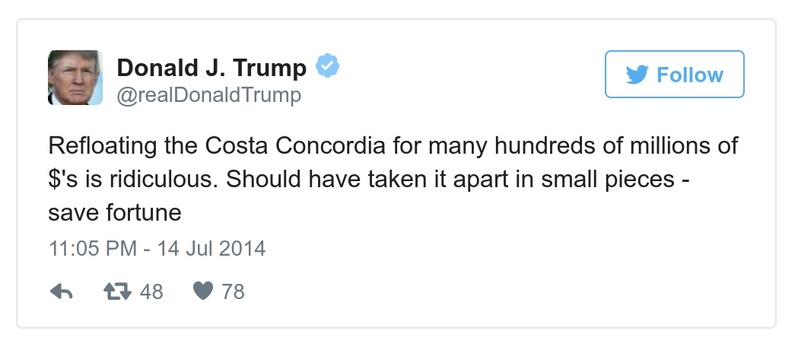 Donald J. Trump
@realDonaldTrump
Follow
Refloating the Costa Concordia for many hundreds of millions of
$'s is ridiculous. Should have taken it apart in small pieces -
save fortune
11:05 PM - 14 Jul 2014
48 78